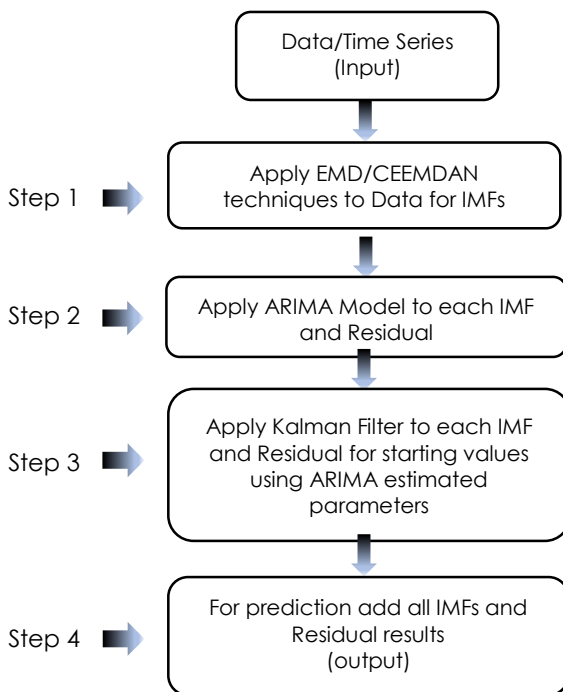 Data/Time Series
(Input)
Step 1
Apply EMD/CEEMDAN
techniques to Data for IMFs
Step 2
Apply ARIMA Model to each IMF
and Residual
Step 3
Apply Kalman Filter to each IMF
and Residual for starting values
using ARIMA estimated
parameters
Step 4
For prediction add all IMFs and
Residual results
(output)